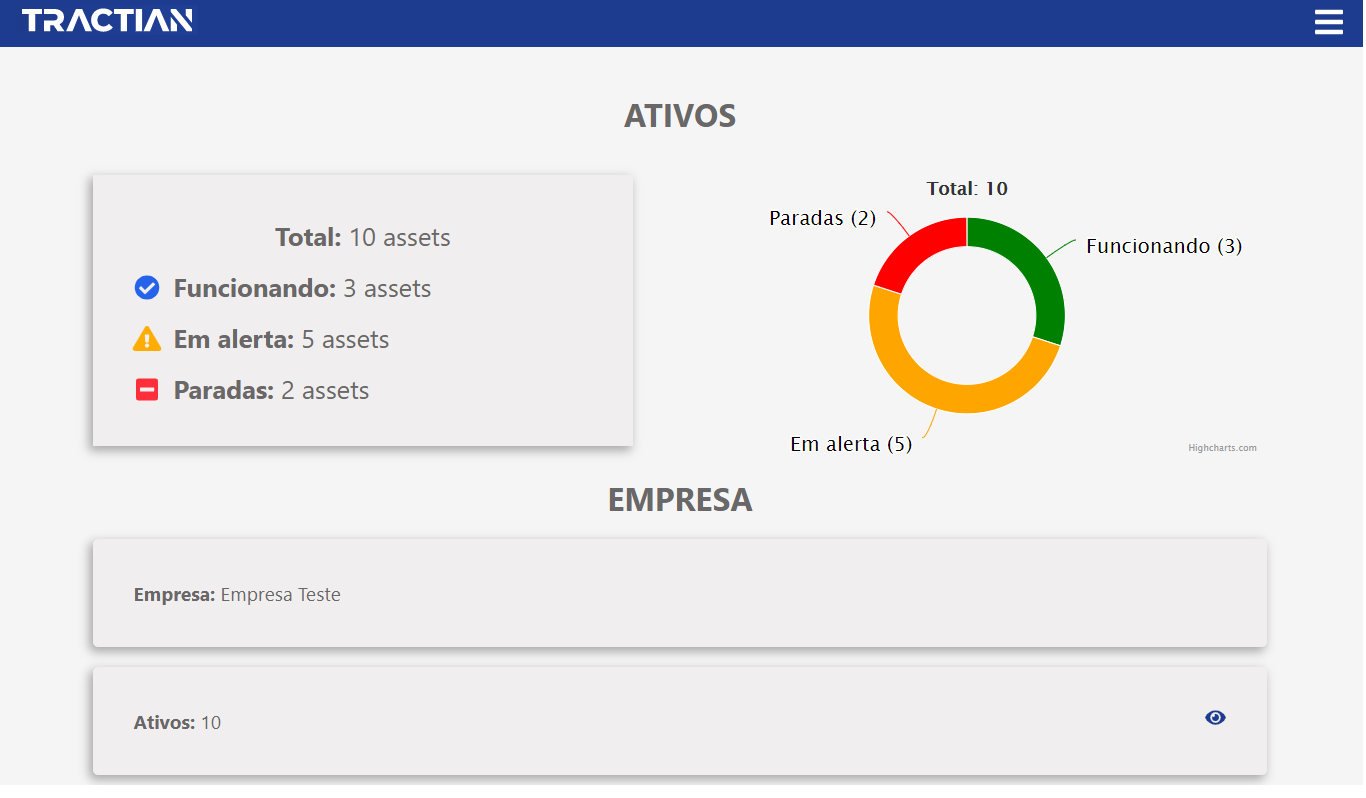 TRACTIAN
ATIVOS
Total: 10 assets
Funcionando: 3 assets
Em alerta: 5 assets
Paradas: 2 assets
Total: 10
Paradas (2)
Funcionando (3)
Em alerta (5)
Highcharts.com
EMPRESA
Empresa: Empresa Teste
Ativos: 10